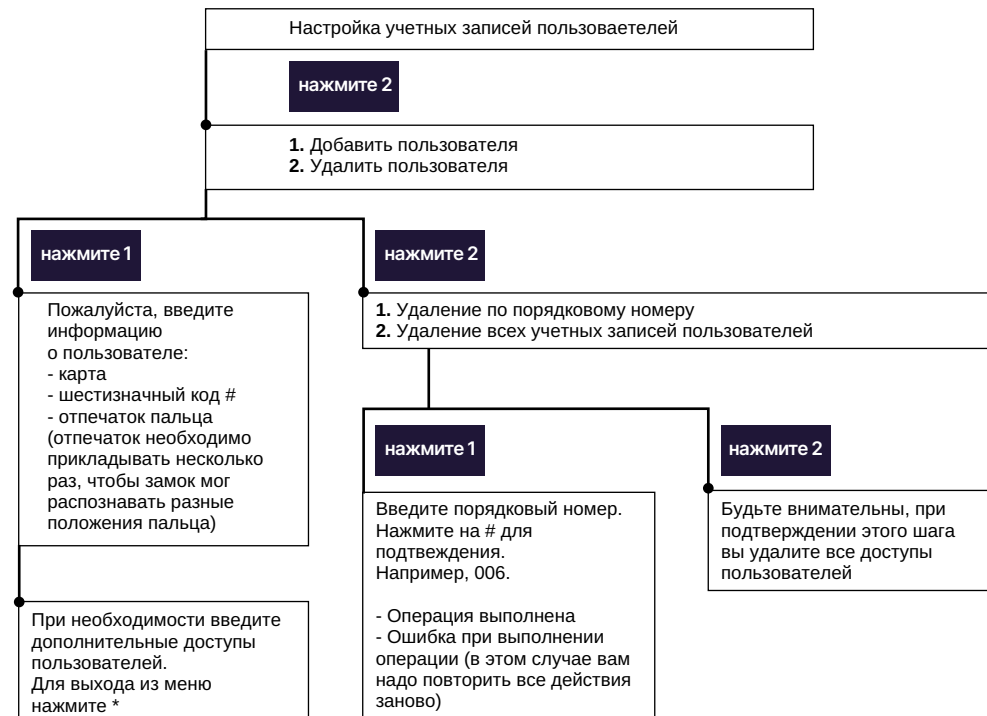 Настройка учетных записей пользоваетелей
нажмите 2
1. Добавить пользователя
2. Удалить пользователя
нажмите 1
Пожалуйста, введите
информацию
о пользователе:
- карта
- шестизначный код #
- отпечаток пальца
(отпечаток необходимо
прикладывать несколько
раз, чтобы замок мог
распознавать разные
положения пальца)
При необходимости введите
дополнительные доступы
пользователей.
Для выхода из меню
нажмите *
нажмите 2
1. Удаление по порядковому номеру
2. Удаление всех учетных записей пользователей
нажмите 1
Введите порядковый номер.
Нажмите на # для
подтвеждения.
Например, 006.
- Операция выполнена
- Ошибка при выполнении
операции (в этом случае вам
надо повторить все действия
заново)
нажмите 2
Будьте внимательны, при
подтверждении этого шага
вы удалите все доступы
пользователей